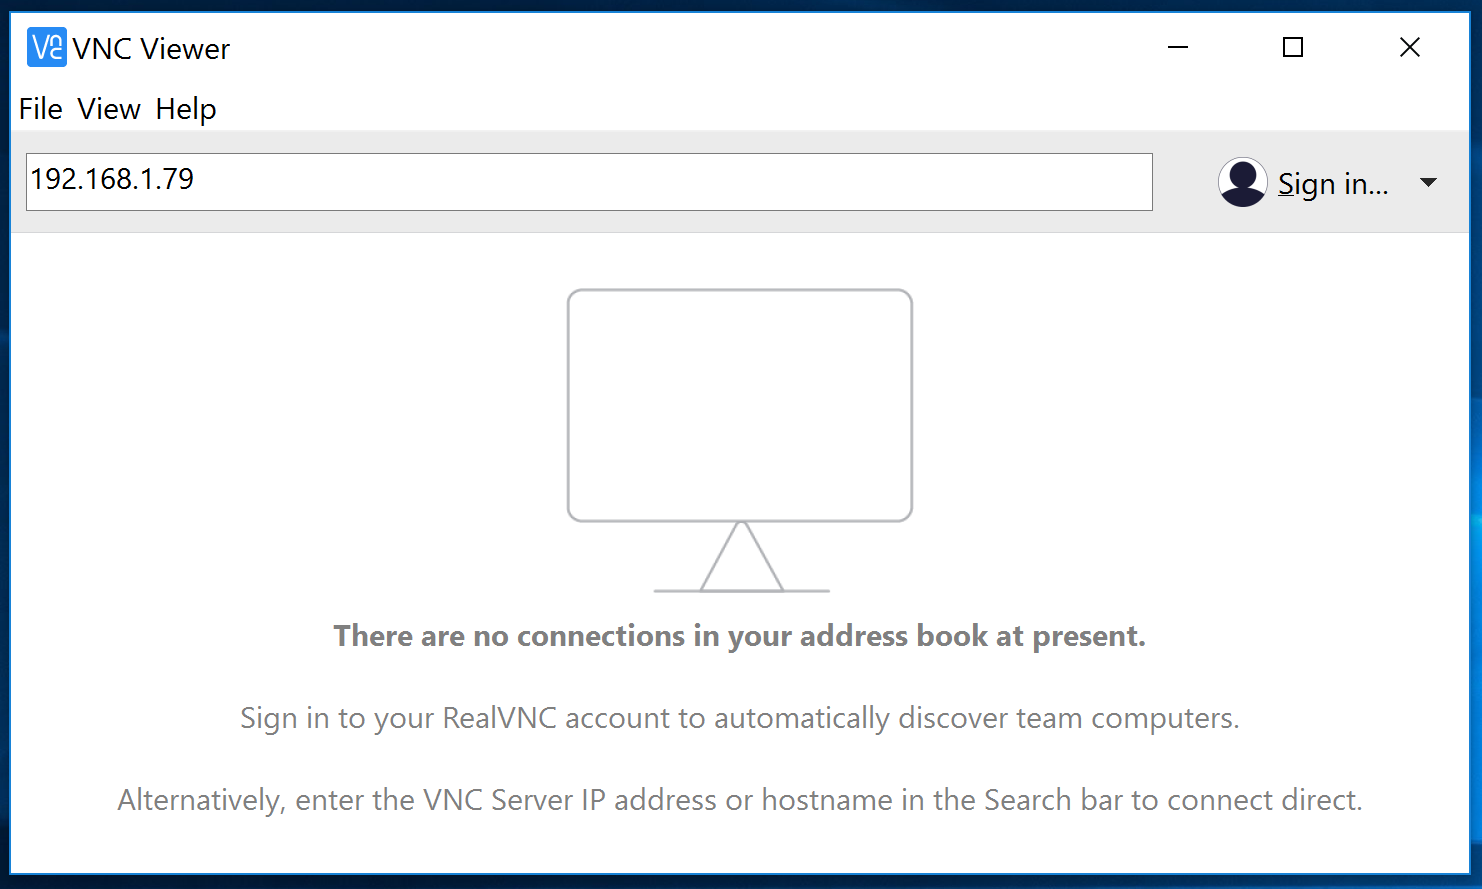 VNC Viewer
File View Help
192.168.1.79
Sign in...
There are no connections in your address book at present.
Sign in to your RealVNC account to automatically discover team computers.
Alternatively, enter the VNC Server IP address or hostname in the Search bar to connect direct.